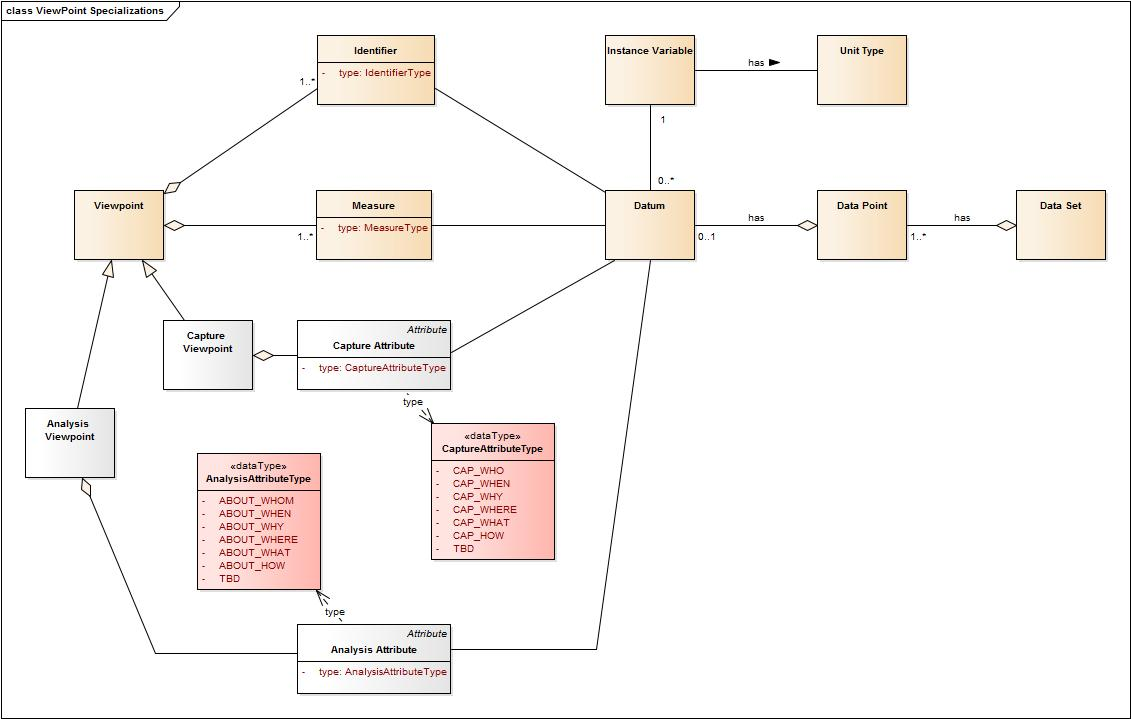 class ViewPoint Specializations
Identifier
- type: IdentifierType
1..*
Instance Variable
has
Unit Type
1
0..*
Viewpoint
Measure
- type: MeasureType
1..*
Datum
has
0..1
Data Point
has
1..*
Data Set
Capture
Viewpoint
Attribute
Capture Attribute
- type: CaptureAttributeType
type
Analysis
Viewpoint
«dataType»
CaptureAttributeType
- CAP_WHO
- CAP_WHEN
- CAP_WHY
- CAP_WHERE
- CAP_WHAT
- CAP_HOW
- TBD
«dataType»
AnalysisAttributeType
- ABOUT_WHOM
- ABOUT_WHEN
- ABOUT_WHY
- ABOUT_WHERE
- ABOUT_WHAT
- ABOUT_HOW
- TBD
type
Attribute
Analysis Attribute
- type: AnalysisAttributeType